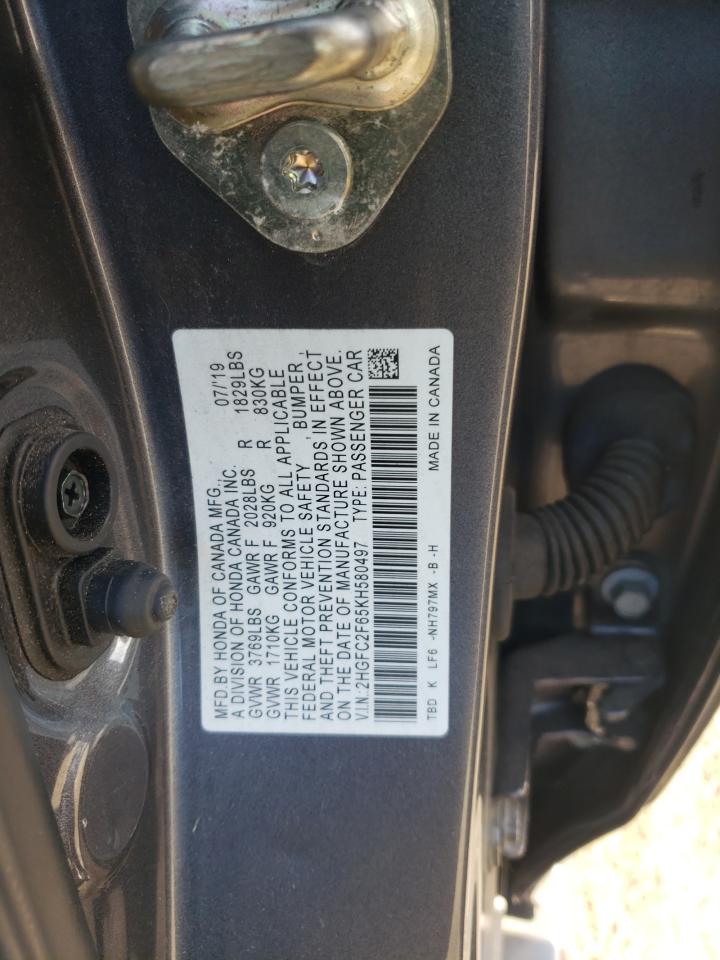 MFD.BY HONDA OF CANADA MFG., 07/'19
A DIVISION OF HONDA CANADA INC.
GVWR 3769LBS GAWR F 2028LBS R 1829LBS
GVWR 1710KG GAWR F 920KG R 830KG
THIS VEHICLE CONFORMS TO ALL APPLICABLE
FEDERAL MOTOR VEHICLE SAFETY , BUMPER ,
AND THEFT PREVENTION STANDARDS IN EFFECT
ON THE DATE OF MANUFACTURE SHOWN ABOVE.
V.I.N:2HGFC2F65KH580497 TYPE: PASSENGER CAR
TBD K LF6 -NH797MX -B -H MADE IN CANADA